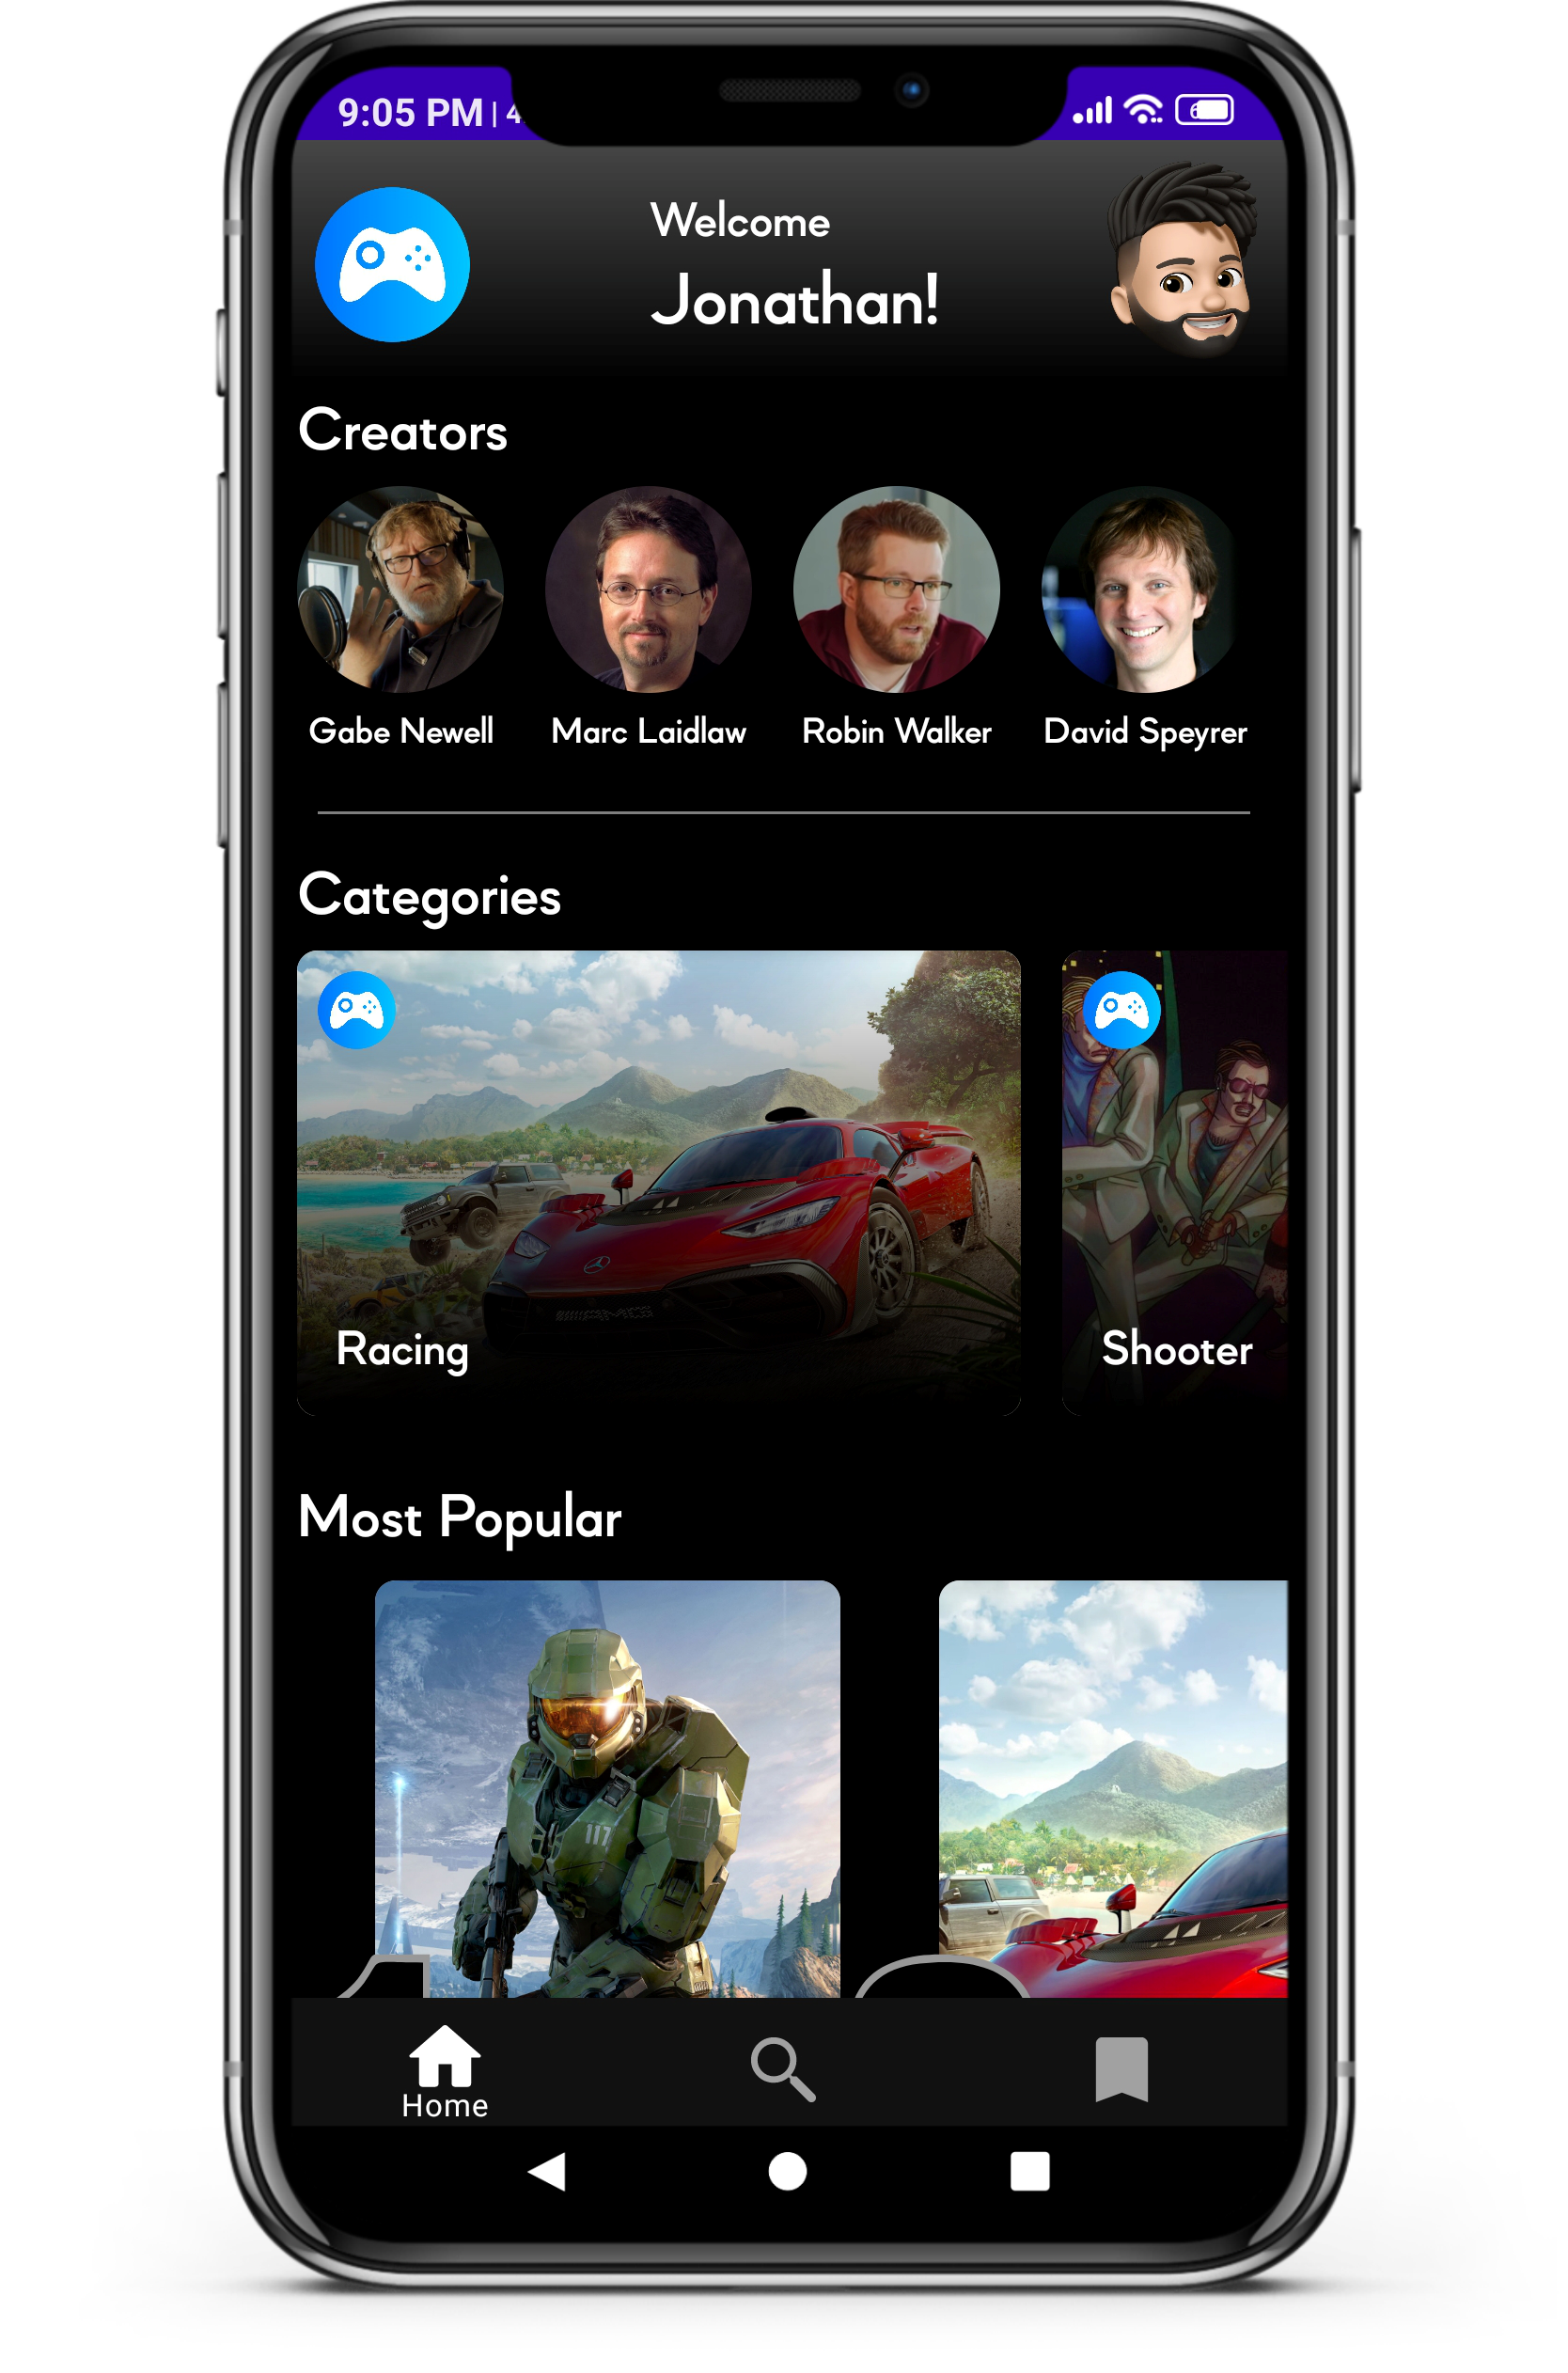 9:05 PM | 4
Welcome
Jonathan!
Creators
Gabe Newell
Marc Laidlaw
Robin Walker
David Speyrer
Categories
Racing
Shooter
Most Popular
117
Home